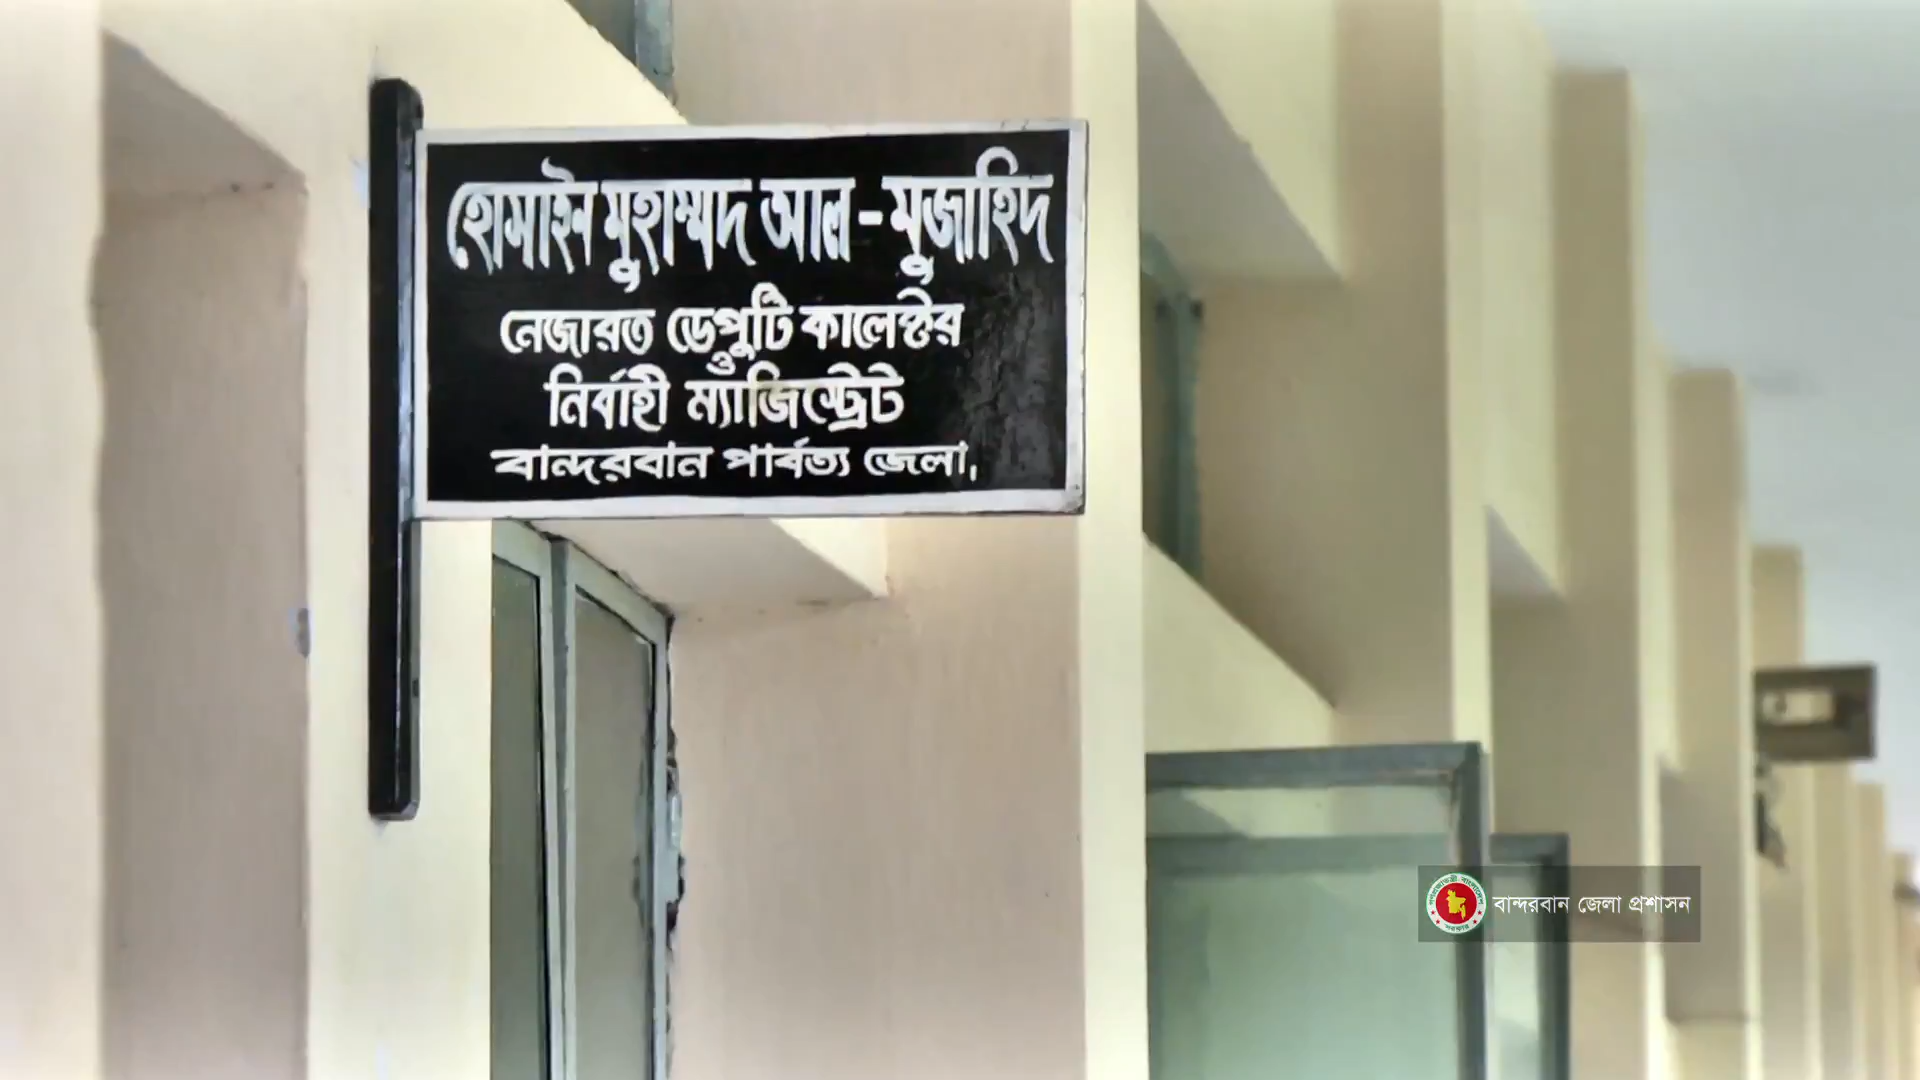 হোসাইন মুহাম্মদ আল-মুজাহিদ
নেজারত ডেপুটি কালেক্টর
ও
নির্বাহী ম্যাজিস্ট্রেট
বান্দরবান পার্বত্য জেলা,
বান্দরবান জেলা প্রশাসন